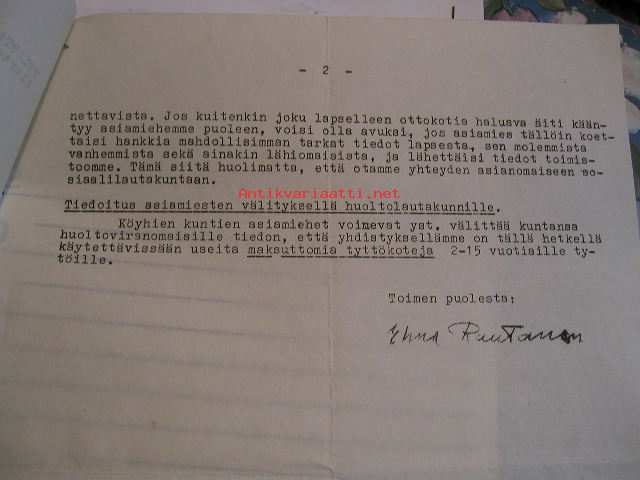 - 2 -
nettavista. Jos kuitenkin joku lapselleen ottokotia halusva äiti kään-
tyy asiamiehemme puoleen, voisi olla avuksi, jos asiamies tällöin koet-
taisi hankkia mahdollisimman tarkat tiedot lapsesta, sen molemmista
vanhemmista sekä ainakin lähiomaisista, ja lähettäisi tiedot toimis-
toomme. Tämä siitä huolimatta, että otamme yhteyden asianomaiseen so-
siaalilautakuntaan.
Antikvariaatti.net
Tiedoitus asiamiesten välityksellä huoltolautakunnille.
Köyhien kuntien asiamiehet voimevat yst. välittää kuntansa
huoltoviranomaisille tiedon, että yhdistyksellämme on tällä hetkellä
käytettävissään useita maksuttomia tyttökoteja 2-15 vuotiaille ty-
töille.
Toimen puolesta:
Elina Rautanen